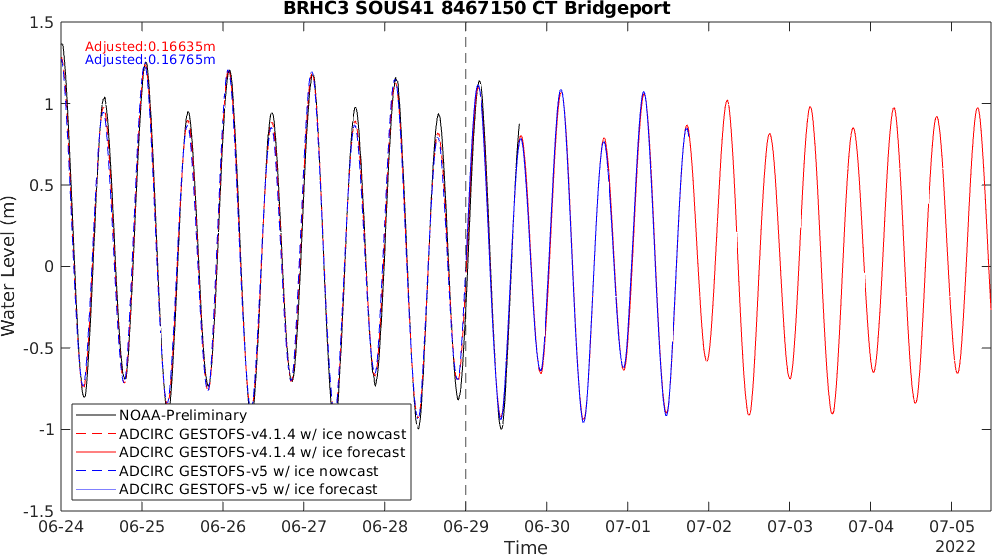 BRHC3 SOUS41 8467150 CT Bridgeport
Adjusted:0.16635m
Adjusted:0.16765m
1.5
1
0.5
0
-0.5
-1
-1.5
Water Level (m)
NOAA-Preliminary
ADCIRC GESTOFS-v4.1.4 w/ ice nowcast
ADCIRC GESTOFS-v4.1.4 w/ ice forecast
ADCIRC GESTOFS-v5 w/ ice nowcast
ADCIRC GESTOFS-v5 w/ ice forecast
06-24 06-25 06-26 06-27 06-28 06-29 06-30 07-01 07-02 07-03 07-04 07-05
Time
2022